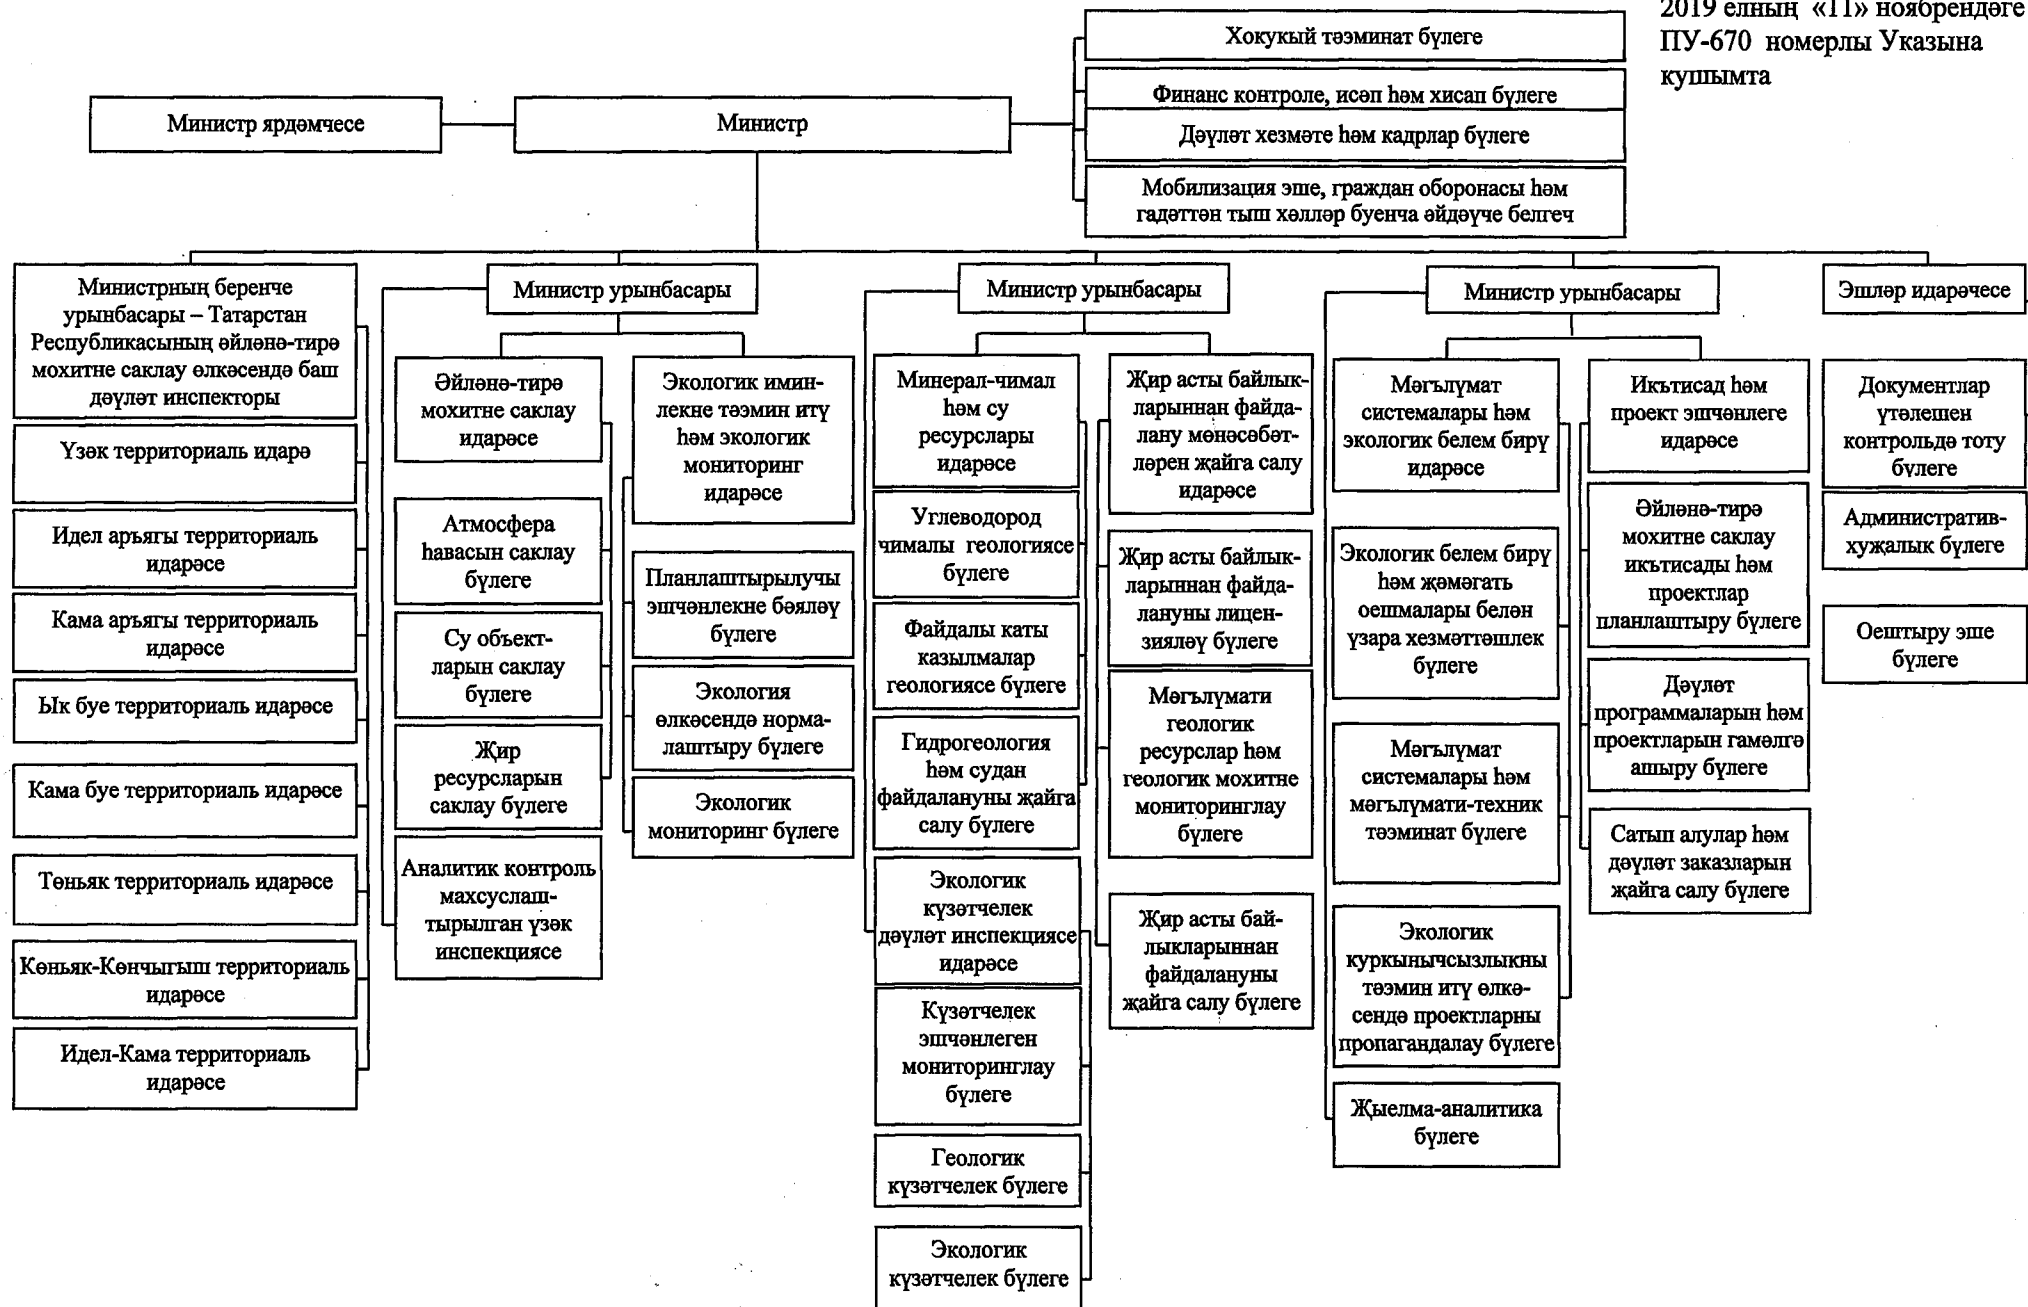 2019 елның «11» ноябрендәге
ПУ-670 номерлы Указына
кушымта
Хокукый тәэминат бүлеге
Финанс контроле, исәп һәм хисап бүлеге
Министр ярдәмчесе
Министр
Дәүләт хезмәте һәм кадрлар бүлеге
Мобилизация эше, граждан оборонасы һәм
гадәттән тыш хәлләр буенча әйдәүче белгеч
Министрның беренче
урынбасары – Татарстан
Республикасының әйләнә-тирә
мохитне саклау өлкәсендә баш
дәүләт инспекторы
Үзәк территориаль идарә
Идел аръягы территориаль
идарәсе
Кама аръягы территориаль
идарәсе
Ык буе территориаль идарәсе
Кама буе территориаль идарәсе
Төньяк территориаль идарәсе
Көньяк-Көнчыгыш территориаль
идарәсе
Идел-Кама территориаль
идарәсе
Министр урынбасары
Әйләнә-тирә
мохитне саклау
идарәсе
Атмосфера
һавасын саклау
бүлеге
Су объект-
ларын саклау
бүлеге
Җир
ресурсларын
саклау бүлеге
Аналитик контроль
махсуслаш-
тырылган үзәк
инспекциясе
Экологик имин-
лекне тәэмин итү
һәм экологик
мониторинг
идарәсе
Планлаштырылучы
эшчәнлекне бәяләү
бүлеге
Экология
өлкәсендә норма-
лаштыру бүлеге
Экологик
мониторинг бүлеге
Министр урынбасары
Минерал-чимал
һәм су
ресурслары
идарәсе
Углеводород
чималы геологиясе
бүлеге
Файдалы каты
казылмалар
геологиясе бүлеге
Гидрогеология
һәм судан
файдалануны җайга
салу бүлеге
Экологик
күзәтчелек
дәүләт инспекциясе
идарәсе
Күзәтчелек
эшчәнлеген
мониторинглау
бүлеге
Геологик
күзәтчелек бүлеге
Экологик
күзәтчелек бүлеге
Җир асты байлык-
ларыннан файда-
лану мөнәсәбәт-
ләрен җайга салу
идарәсе
Җир асты байлык-
ларыннан файда-
лануны лицен-
зияләү бүлеге
Мәгълүмати
геологик
ресурслар һәм
геологик мохитне
мониторинглау
бүлеге
Җир асты бай-
лыкларыннан
файдалануны
җайга салу бүлеге
Министр урынбасары
Мәгълүмат
системалары һәм
экологик белем бирү
идарәсе
Экологик белем бирү
һәм җәмәгать
оешмалары белән
үзара хезмәттәшлек
бүлеге
Мәгълүмат
системалары һәм
мәгълүмати-техник
тәэминат бүлеге
Экологик
куркынычсызлыкны
тәэмин итү өлкә-
сендә проектларны
пропагандалау бүлеге
Җыелма-аналитика
бүлеге
Икътисад һәм
проект эшчәнлеге
идарәсе
Әйләнә-тирә
мохитне саклау
икътисады һәм
проектлар
планлаштыру бүлеге
Дәүләт
программаларын һәм
проектларын гамәлгә
ашыру бүлеге
Сатып алулар һәм
дәүләт заказларын
җайга салу бүлеге
Эшләр идарәчесе
Документлар
үтәлешен
контрольдә тоту
бүлеге
Административ-
хуҗалык бүлеге
Оештыру эше
бүлеге